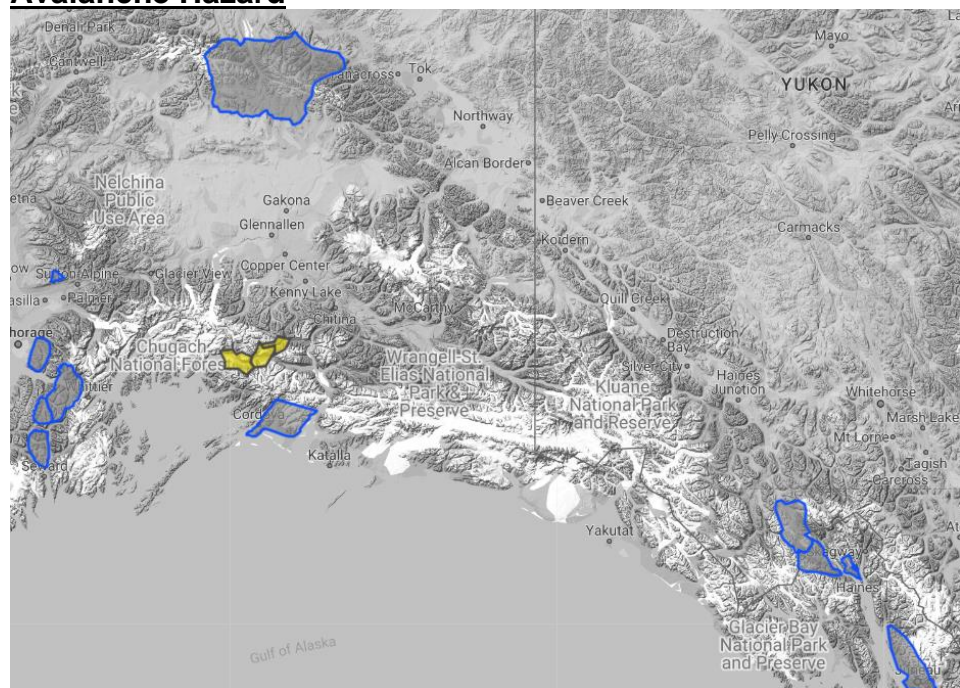 Avalanche Hazard
Denali Park
Mayo
Cantwell
Tok
YUKON
Northway
Pelly Crossing
Alcan Border
Nelchina
Public
Use Area
Beaver Creek
Gakona
Glennallen
Carmacks
Koidern
Copper Center
Glacier View
Palmer
Kenny Lake
Quill Creek
McCarthy
Chitina
Destruction
Bay
Chugach
National Forest
Wrangell-St.
Elias National
Park &
Preserve
Silver City
Haines
Junction
Kluane
National Park
and Reserve
Whitehorse
Cordova
Marsh Lake
Mt Lorne
Katalla
Seward
Tagish
Carcross
Yakutat
Skagway
Haines
Glacier Bay
National Park
and Preserve
Gulf of Alaska
Juneau